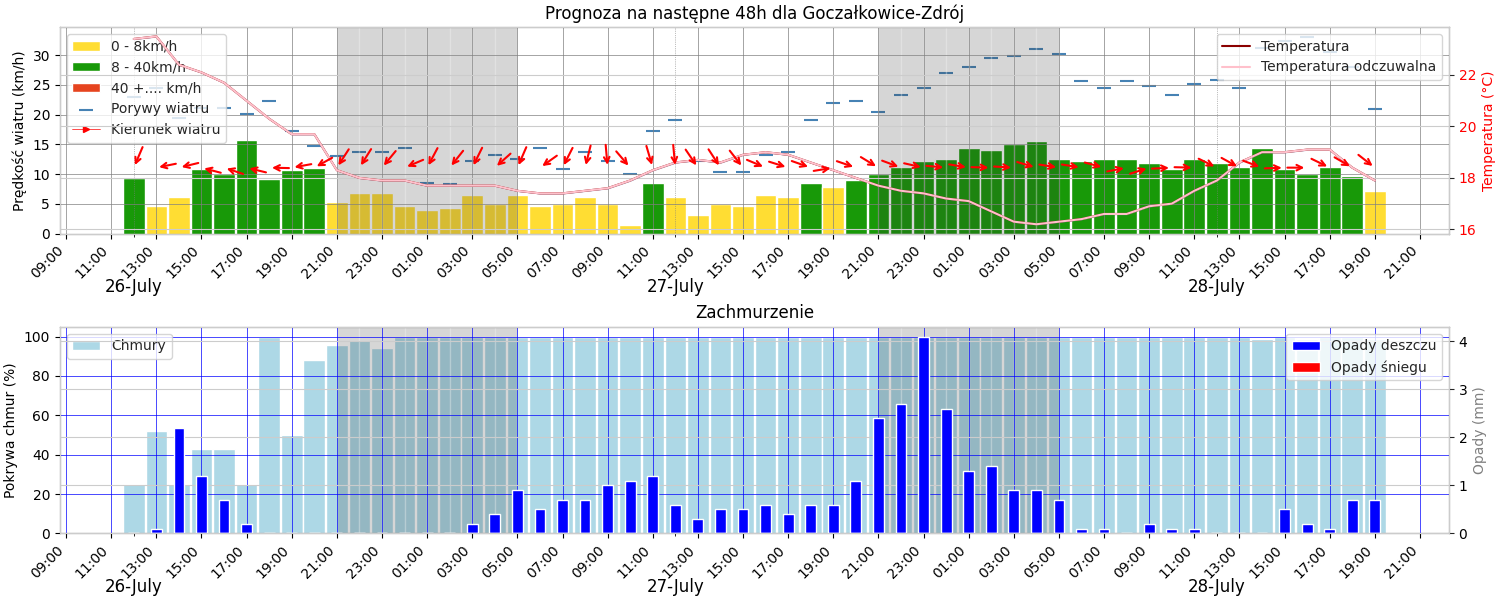 Prognoza na następne 48h dla Goczałkowice-Zdrój
Prędkość wiatru (km/h)
30
25
20
15
10
5
0
0 - 8km/h
8 - 40km/h
40 +.... km/h
Porywy wiatru
Kierunek wiatru
Temperatura
Temperatura odczuwalna
22
20
18
16
Temperatura (°C)
09:00 11:00 13:00 15:00 17:00 19:00 21:00 23:00 01:00 03:00 05:00 07:00 09:00 11:00 13:00 15:00 17:00 19:00 21:00 23:00 01:00 03:00 05:00 07:00 09:00 11:00 13:00 15:00 17:00 19:00 21:00
26-July 27-July 28-July
Zachmurzenie
Pokrywa chmur (%)
100
80
60
40
20
0
Chmury
Opady deszczu
Opady śniegu
4
3
2
1
0
Opady (mm)
09:00 11:00 13:00 15:00 17:00 19:00 21:00 23:00 01:00 03:00 05:00 07:00 09:00 11:00 13:00 15:00 17:00 19:00 21:00 23:00 01:00 03:00 05:00 07:00 09:00 11:00 13:00 15:00 17:00 19:00 21:00
26-July 27-July 28-July